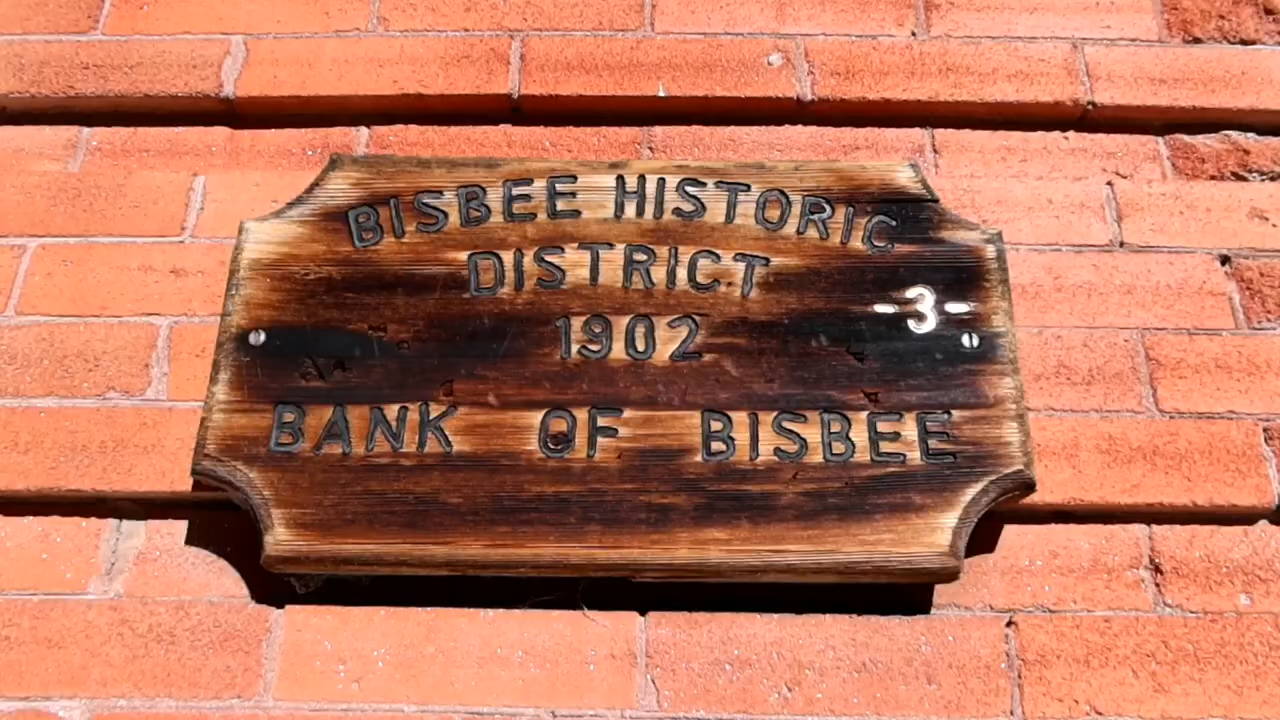 BISBEE HISTORIC
DISTRICT
-3-
1902
BANK OF BISBEE